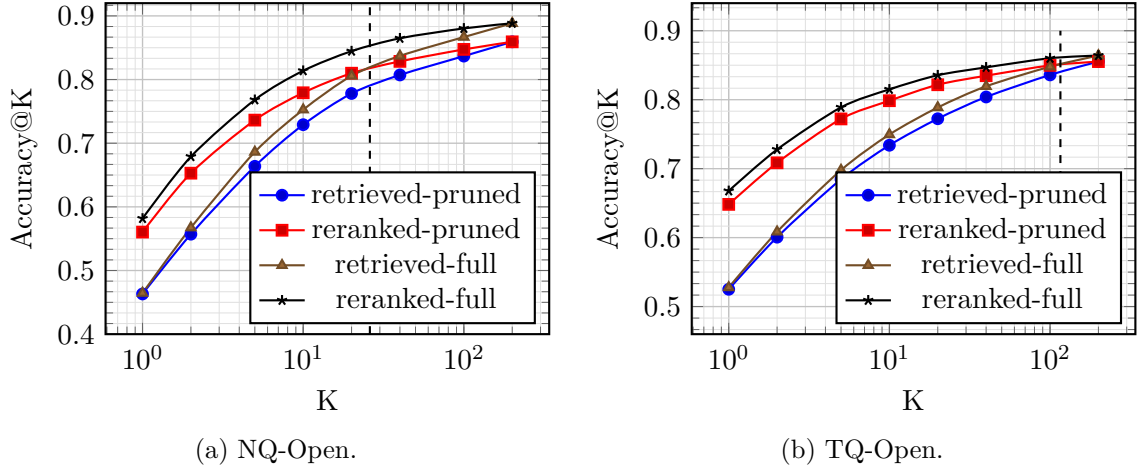 Accuracy@K
0.9
0.8
0.7
0.6
0.5
0.4
10^0
10^1
10^2
K
retrieved-pruned
reranked-pruned
retrieved-full
reranked-full
(a) NQ-Open.
Accuracy@K
0.9
0.8
0.7
0.6
0.5
10^0
10^1
10^2
K
retrieved-pruned
reranked-pruned
retrieved-full
reranked-full
(b) TQ-Open.